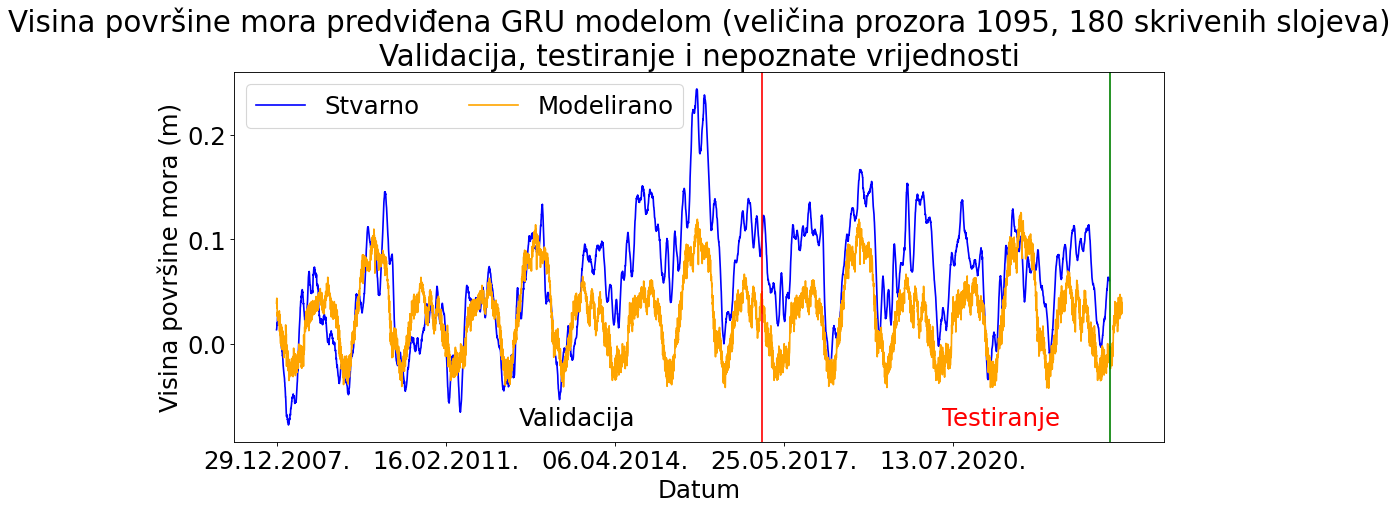 Visina površine mora predviđena GRU modelom (veličina prozora 1095, 180 skrivenih slojeva)
Validacija, testiranje i nepoznate vrijednosti
Stvarno
Modelirano
Visina površine mora (m)
0.2
0.1
0.0
Validacija
Testiranje
29.12.2007.
16.02.2011.
06.04.2014.
25.05.2017.
13.07.2020.
Datum